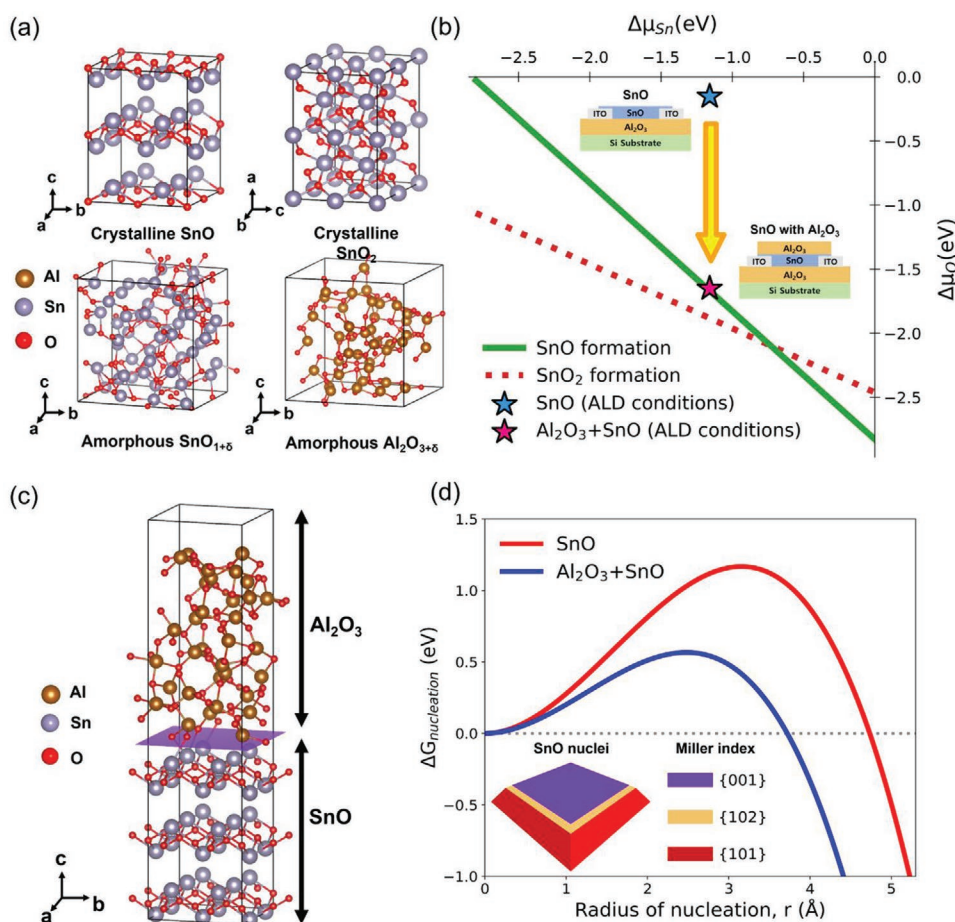 (a)
c
a
b
Crystalline SnO
a
b
c
Crystalline
SnO₂
Al
Sn
O
c
a
b
Amorphous SnO₁₊δ
c
a
b
Amorphous Al₂O₃₊δ
(b)
Δμ_Sn(eV)
−2.5 −2.0 −1.5 −1.0 −0.5 0.0
0.0
−0.5
−1.0
−1.5
−2.0
−2.5
Δμ_O(eV)
SnO
ITO SnO ITO
Al₂O₃
Si Substrate
SnO with Al₂O₃
Al₂O₃
ITO SnO ITO
Al₂O₃
Si Substrate
SnO formation
SnO₂ formation
SnO (ALD conditions)
Al₂O₃+SnO (ALD conditions)
(c)
Al₂O₃
Al
Sn
O
SnO
c
a
b
(d)
ΔG_nucleation (eV)
1.5
1.0
0.5
0.0
−0.5
−1.0
SnO
Al₂O₃+SnO
SnO nuclei
Miller index
{001}
{102}
{101}
0 1 2 3 4 5
Radius of nucleation, r (Å)